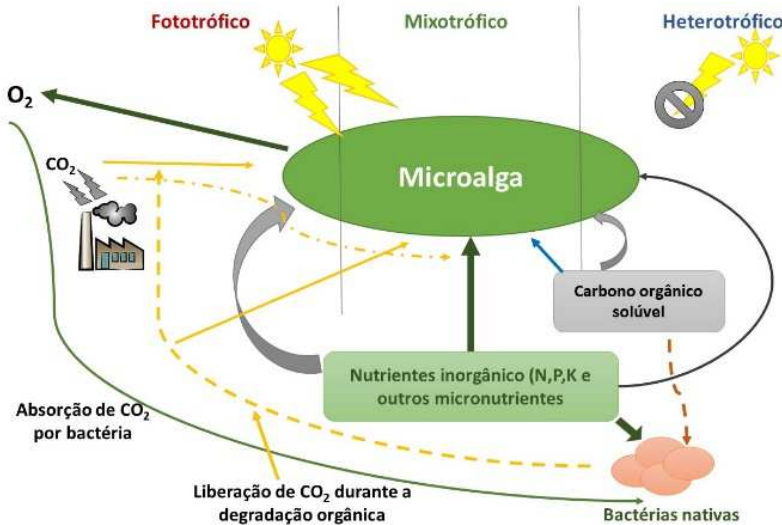 Fototrófico
Mixotrófico
Heterotrófico
O₂
CO₂
Microalga
Carbono orgânico
solúvel
Nutrientes inorgânico (N,P,K e
outros micronutrientes
Absorção de CO₂
por bactéria
Liberação de CO₂ durante a
degradação orgânica
Bactérias nativas